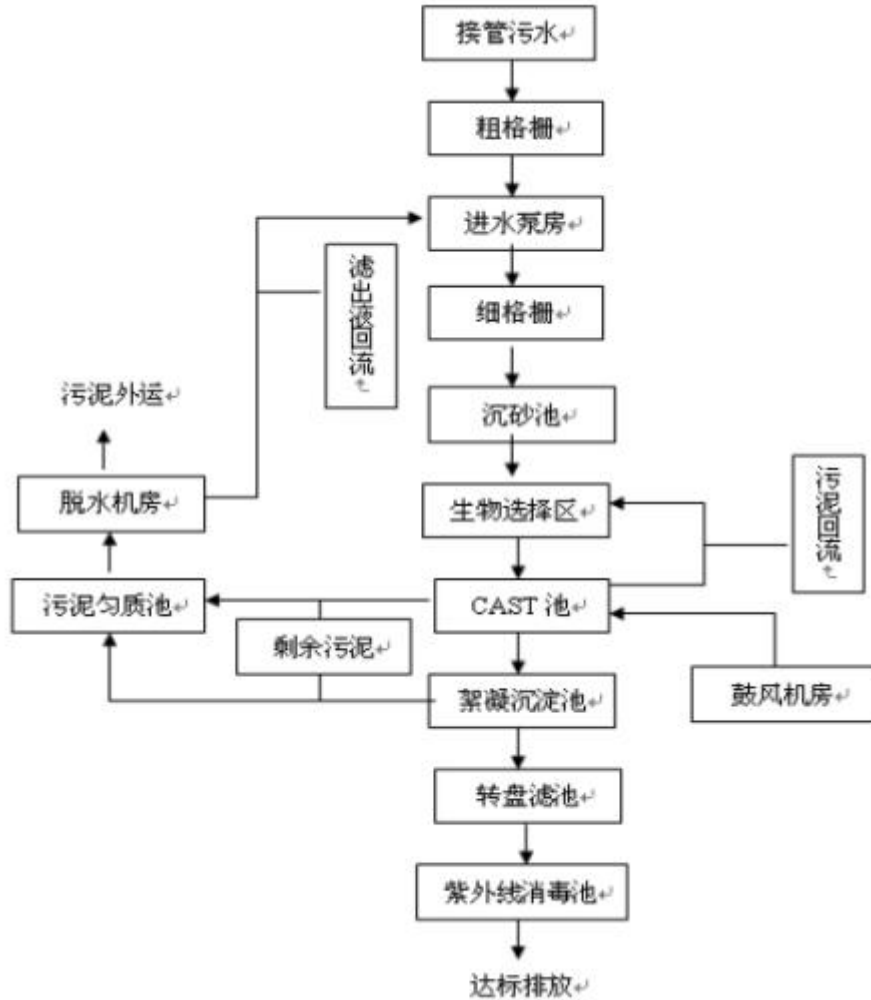 接管污水
粗格栅
进水泵房
滤出液回流
细格栅
污泥外运
沉砂池
脱水机房
生物选择区
污泥回流
污泥匀质池
CAST 池
剩余污泥
絮凝沉淀池
鼓风机房
转盘滤池
紫外线消毒池
达标排放